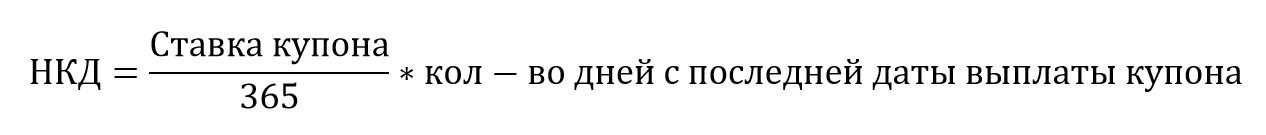 НКД = Ставка купона / 365 * кол − во дней с последней даты выплаты купона